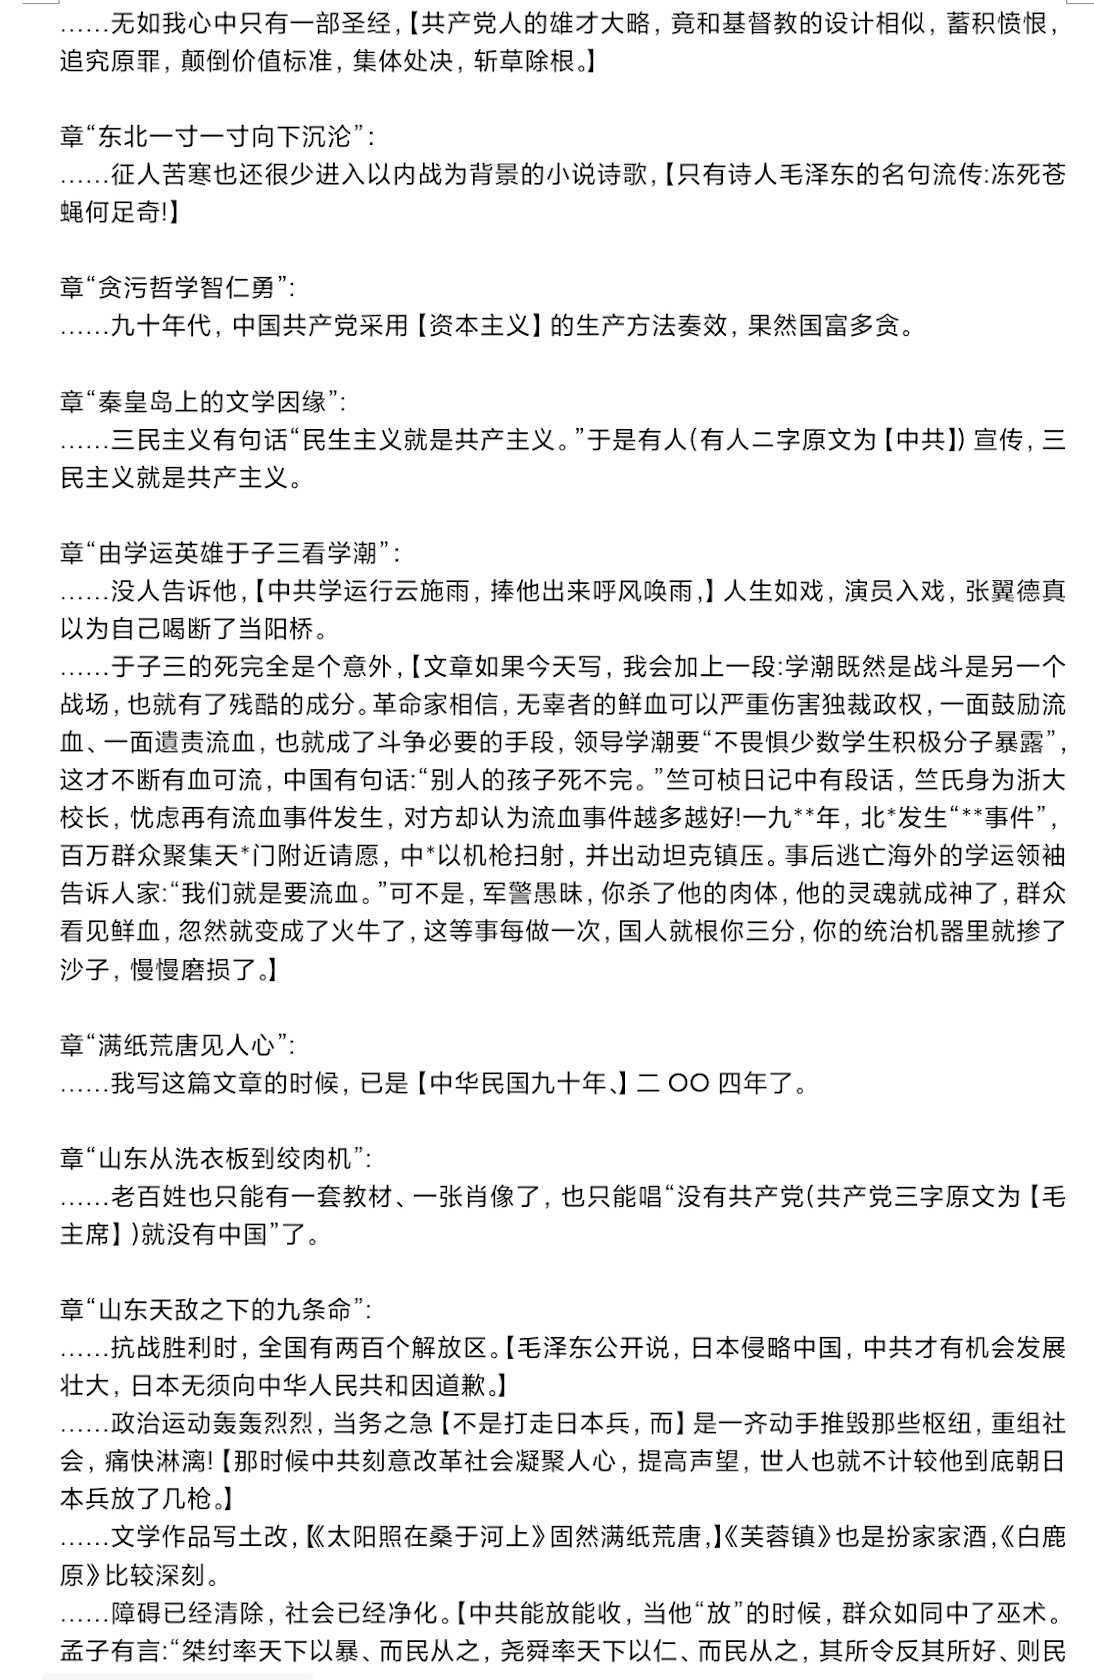 ……无如我心中只有一部圣经，【共产党人的雄才大略，竟和基督教的设计相似，蓄积愤恨，
追究原罪，颠倒价值标准，集体处决，斩草除根。】
章“东北一寸一寸向下沉沦”：
……征人苦寒也还很少进入以内战为背景的小说诗歌，【只有诗人毛泽东的名句流传:冻死苍
蝇何足奇!】
章“贪污哲学智仁勇”：
……九十年代，中国共产党采用【资本主义】的生产方法奏效，果然国富多贪。
章“秦皇岛上的文学因缘”：
……三民主义有句话“民生主义就是共产主义。”于是有人(有人二字原文为【中共】) 宣传，三
民主义就是共产主义。
章“由学运英雄于子三看学潮”：
……没人告诉他，【中共学运行云施雨，捧他出来呼风唤雨，】人生如戏，演员入戏，张翼德真
以为自己喝断了当阳桥。
……于子三的死完全是个意外，【文章如果今天写，我会加上一段:学潮既然是战斗是另一个
战场，也就有了残酷的成分。革命家相信，无辜者的鲜血可以严重伤害独裁政权，一面鼓励流
血、一面遺责流血，也就成了斗争必要的手段，领导学潮要“不畏惧少数学生积极分子暴露”，
这才不断有血可流，中国有句话:“别人的孩子死不完。”竺可桢日记中有段话，竺氏身为浙大
校长，忧虑再有流血事件发生，对方却认为流血事件越多越好!一九**年，北*发生“**事件”，
百万群众聚集天*门附近请愿，中*以机枪扫射，并出动坦克镇压。事后逃亡海外的学运领袖
告诉人家:“我们就是要流血。”可不是，军警愚昧，你杀了他的肉体，他的灵魂就成神了，群众
看见鲜血，忽然就变成了火牛了，这等事每做一次，国人就根你三分，你的统治机器里就掺了
沙子，慢慢磨损了。】
章“满纸荒唐见人心”：
……我写这篇文章的时候，已是【中华民国九十年、】二 〇〇 四年了。
章“山东从洗衣板到绞肉机”：
……老百姓也只能有一套教材、一张肖像了，也只能唱“没有共产党(共产党三字原文为【毛
主席】)就没有中国”了。
章“山东天敌之下的九条命”：
……抗战胜利时，全国有两百个解放区。【毛泽东公开说，日本侵略中国，中共才有机会发展
壮大，日本无须向中华人民共和因道歉。】
……政治运动轰轰烈烈，当务之急【不是打走日本兵，而】是一齐动手推毁那些枢纽，重组社
会，痛快淋漓!【那时候中共刻意改革社会凝聚人心，提高声望，世人也就不计较他到底朝日
本兵放了几枪。】
……文学作品写土改，【《太阳照在桑于河上》固然满纸荒唐，】《芙蓉镇》也是扮家家酒，《白鹿
原》比较深刻。
……障碍已经清除，社会已经净化。【中共能放能收，当他“放”的时候，群众如同中了巫术。
孟子有言:“桀纣率天下以暴、而民从之，尧舜率天下以仁、而民从之，其所令反其所好、则民